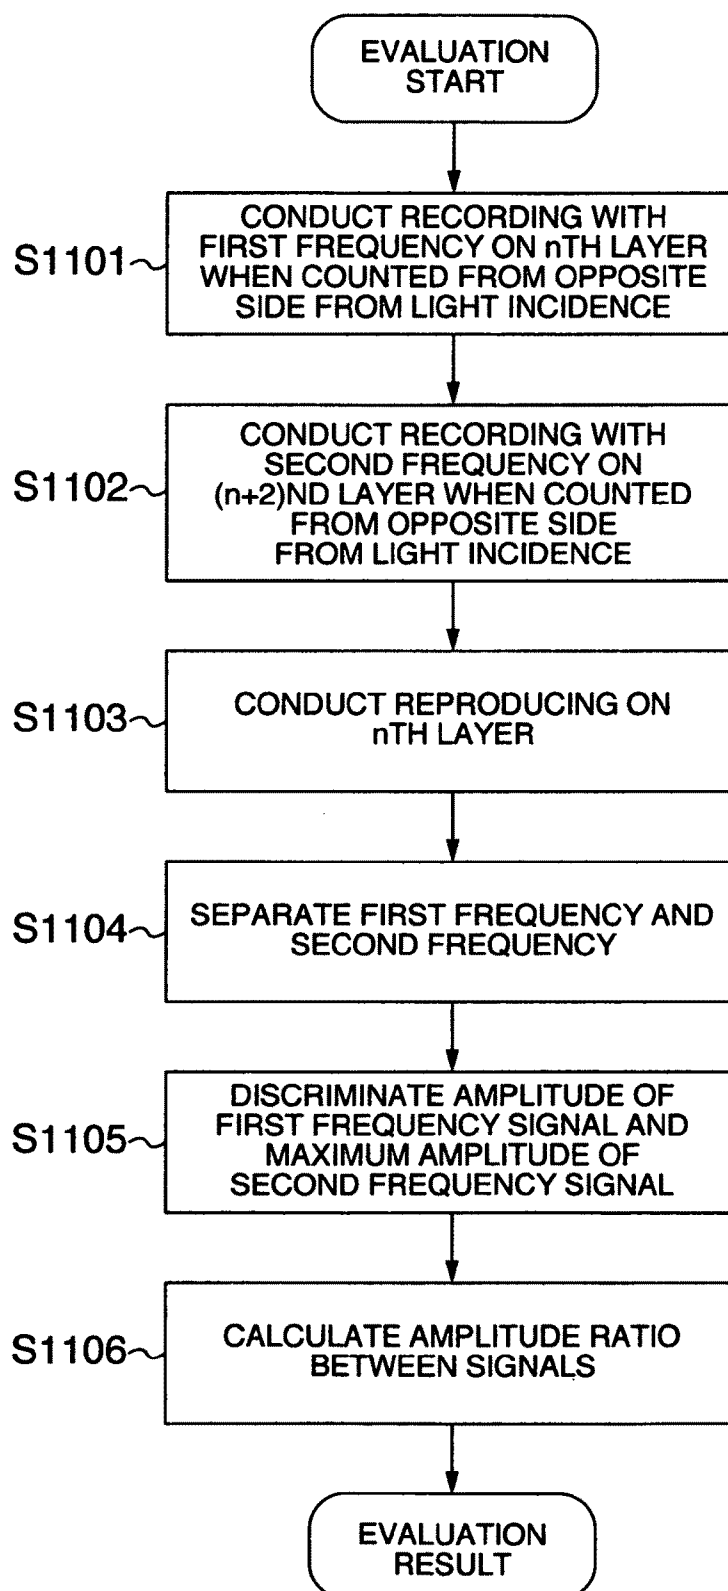 EVALUATION
START
S1101
CONDUCT RECORDING WITH
FIRST FREQUENCY ON nTH LAYER
WHEN COUNTED FROM OPPOSITE
SIDE FROM LIGHT INCIDENCE
S1102
CONDUCT RECORDING WITH
SECOND FREQUENCY ON
(n+2)ND LAYER WHEN COUNTED
FROM OPPOSITE SIDE
FROM LIGHT INCIDENCE
S1103
CONDUCT REPRODUCING ON
nTH LAYER
S1104
SEPARATE FIRST FREQUENCY AND
SECOND FREQUENCY
S1105
DISCRIMINATE AMPLITUDE OF
FIRST FREQUENCY SIGNAL AND
MAXIMUM AMPLITUDE OF
SECOND FREQUENCY SIGNAL
S1106
CALCULATE AMPLITUDE RATIO
BETWEEN SIGNALS
EVALUATION
RESULT